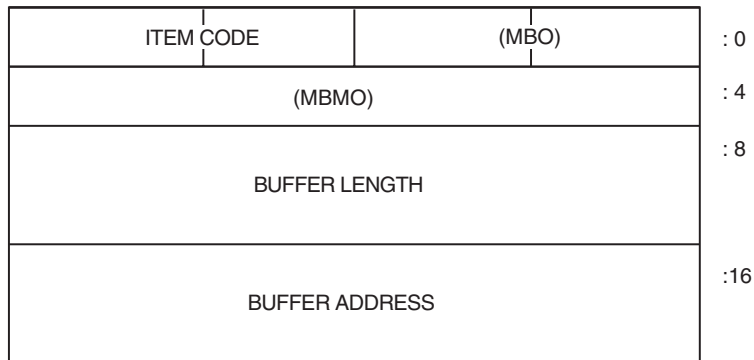 ITEM CODE (MBO) : 0
(MBMO) : 4
: 8
BUFFER LENGTH
:16
BUFFER ADDRESS